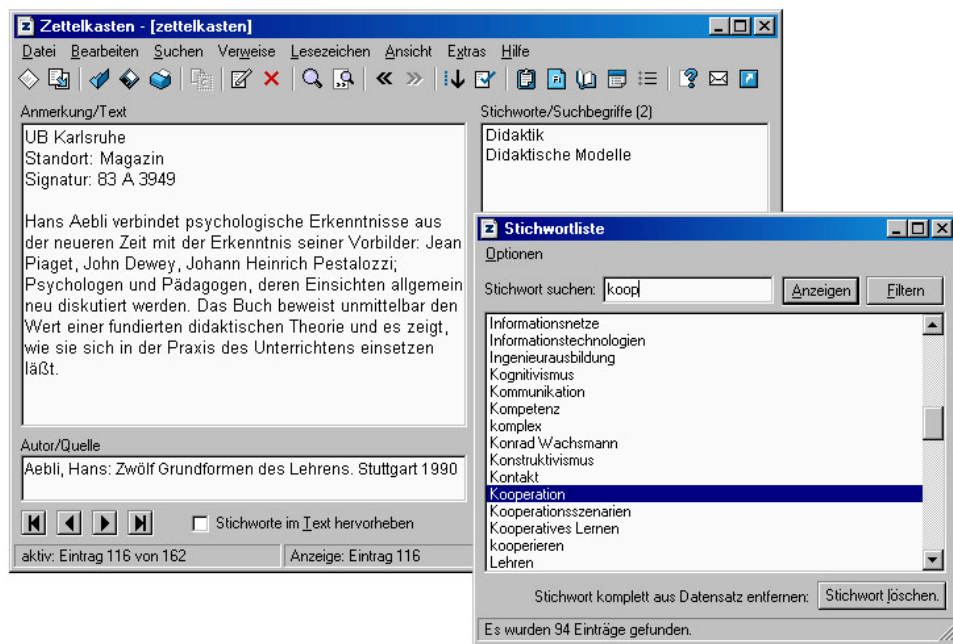 Zettelkasten - [zettelkasten]
Datei Bearbeiten Suchen Verweise Lesezeichen Ansicht Extras Hilfe
Anmerkung/Text
UB Karlsruhe
Standort: Magazin
Signatur: 83 A 3949
Hans Aebli verbindet psychologische Erkenntnisse aus
der neueren Zeit mit der Erkenntnis seiner Vorbilder: Jean
Piaget, John Dewey, Johann Heinrich Pestalozzi;
Psychologen und Pädagogen, deren Einsichten allgemein
neu diskutiert werden. Das Buch beweist unmittelbar den
Wert einer fundierten didaktischen Theorie und es zeigt,
wie sie sich in der Praxis des Unterrichtens einsetzen
läßt.
Autor/Quelle
Aebli, Hans: Zwölf Grundformen des Lehrens. Stuttgart 1990
Stichworte im Text hervorheben
aktiv: Eintrag 116 von 162
Anzeige: Eintrag 116
Stichworte/Suchbegriffe (2)
Didaktik
Didaktische Modelle
Stichwortliste
Optionen
Stichwort suchen: koop Anzeigen Filtern
Informationsnetze
Informationstechnologien
Ingenieurausbildung
Kognitivismus
Kommunikation
Kompetenz
komplex
Konrad Wachsmann
Konstruktivismus
Kontakt
Kooperation
Kooperationsszenarien
Kooperatives Lernen
kooperieren
Lehren
Stichwort komplett aus Datensatz entfernen: Stichwort löschen.
Es wurden 94 Einträge gefunden.